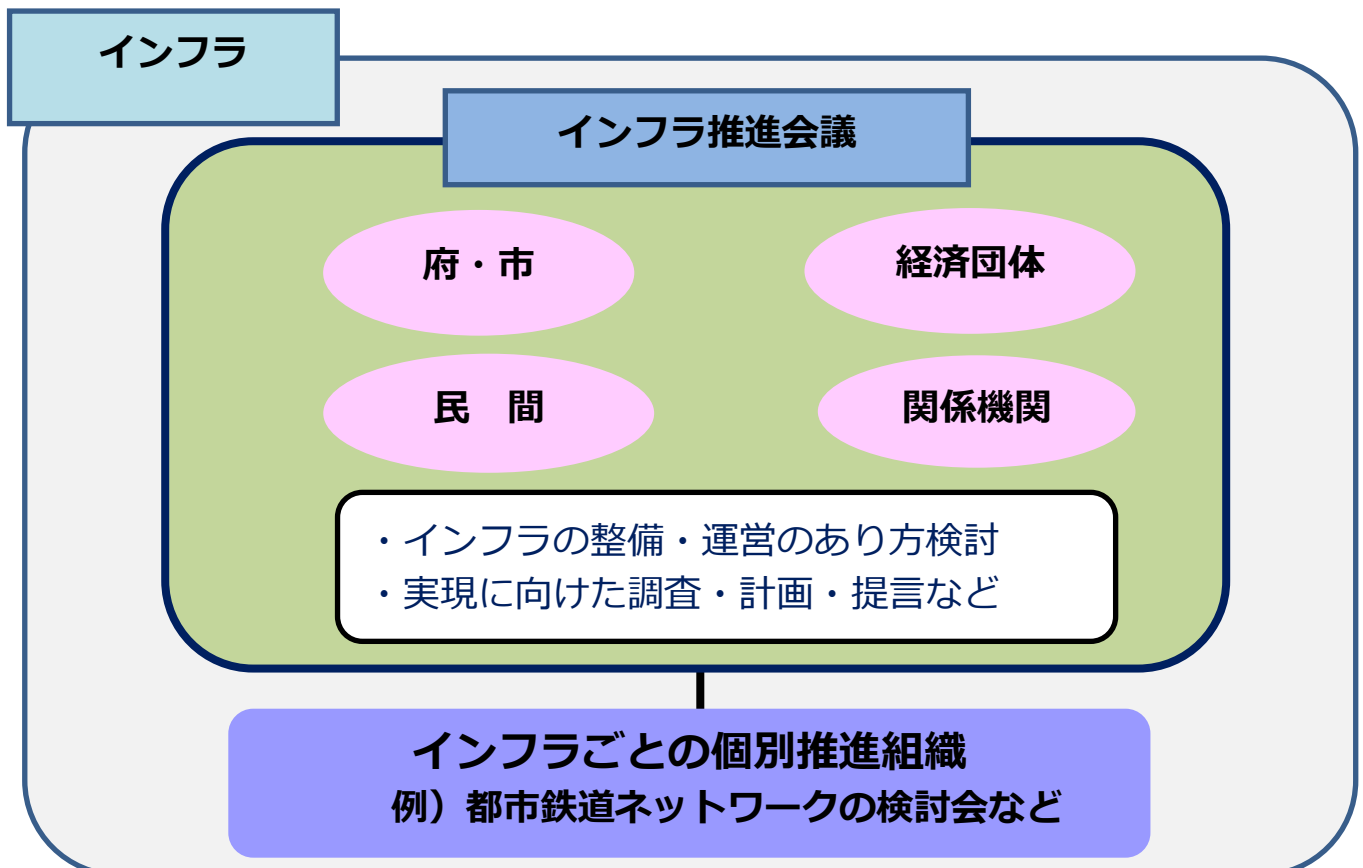 インフラ
インフラ推進会議
府・市
経済団体
民　間
関係機関
・インフラの整備・運営のあり方検討
・実現に向けた調査・計画・提言など
インフラごとの個別推進組織
例）都市鉄道ネットワークの検討会など